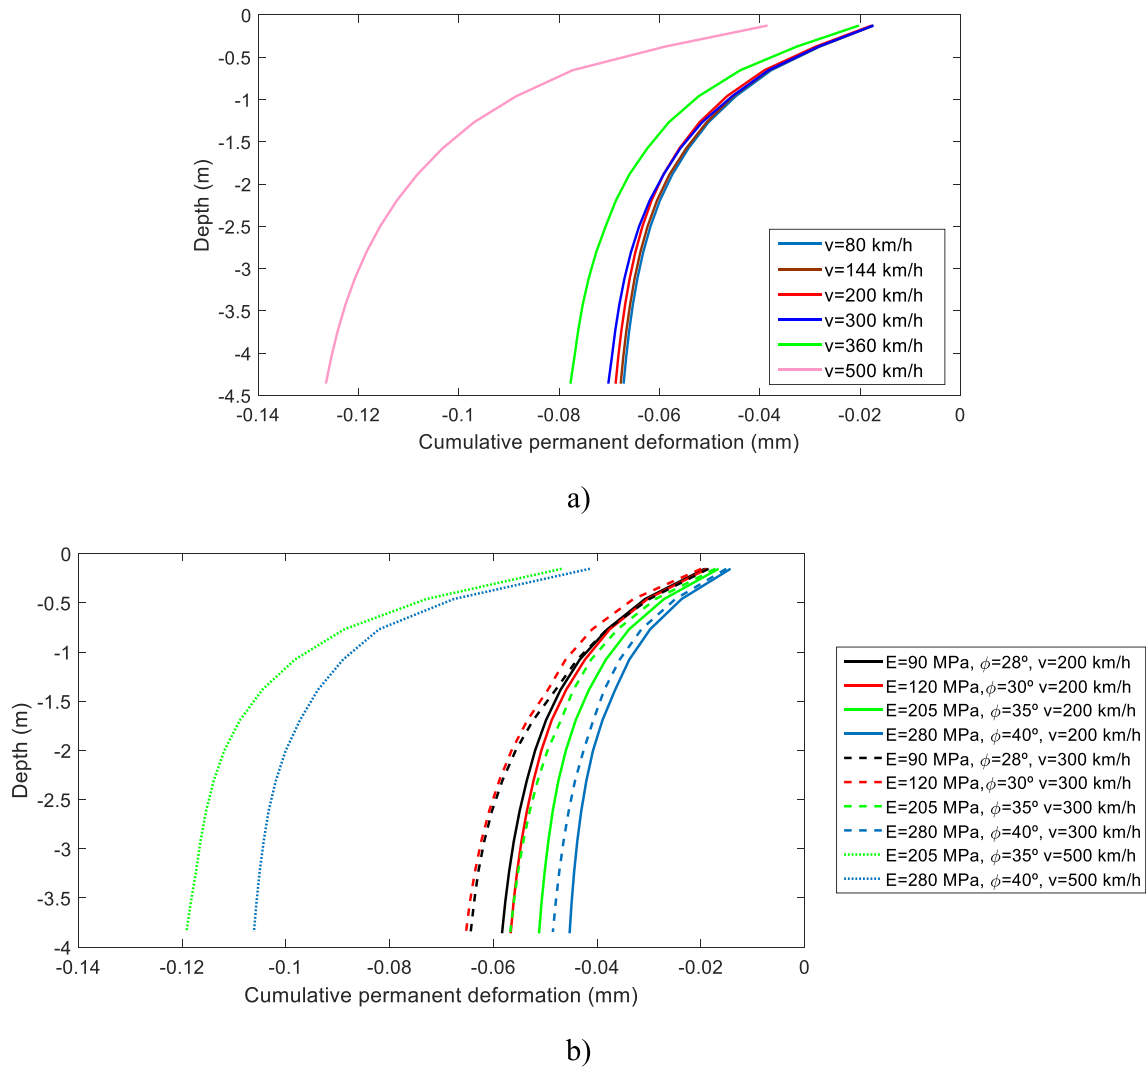 0
-0.5
-1
-1.5
-2
-2.5
-3
-3.5
-4
-4.5
Depth (m)
v=80 km/h
v=144 km/h
v=200 km/h
v=300 km/h
v=360 km/h
v=500 km/h
-0.14 -0.12 -0.1 -0.08 -0.06 -0.04 -0.02 0
Cumulative permanent deformation (mm)
a)
0
-0.5
-1
-1.5
-2
-2.5
-3
-3.5
-4
Depth (m)
-0.14 -0.12 -0.1 -0.08 -0.06 -0.04 -0.02 0
Cumulative permanent deformation (mm)
E=90 MPa, ϕ=28º, v=200 km/h
E=120 MPa,ϕ=30º v=200 km/h
E=205 MPa, ϕ=35º v=200 km/h
E=280 MPa, ϕ=40º, v=200 km/h
E=90 MPa, ϕ=28º, v=300 km/h
E=120 MPa,ϕ=30º v=300 km/h
E=205 MPa, ϕ=35º v=300 km/h
E=280 MPa, ϕ=40º, v=300 km/h
E=205 MPa, ϕ=35º v=500 km/h
E=280 MPa, ϕ=40º, v=500 km/h
b)